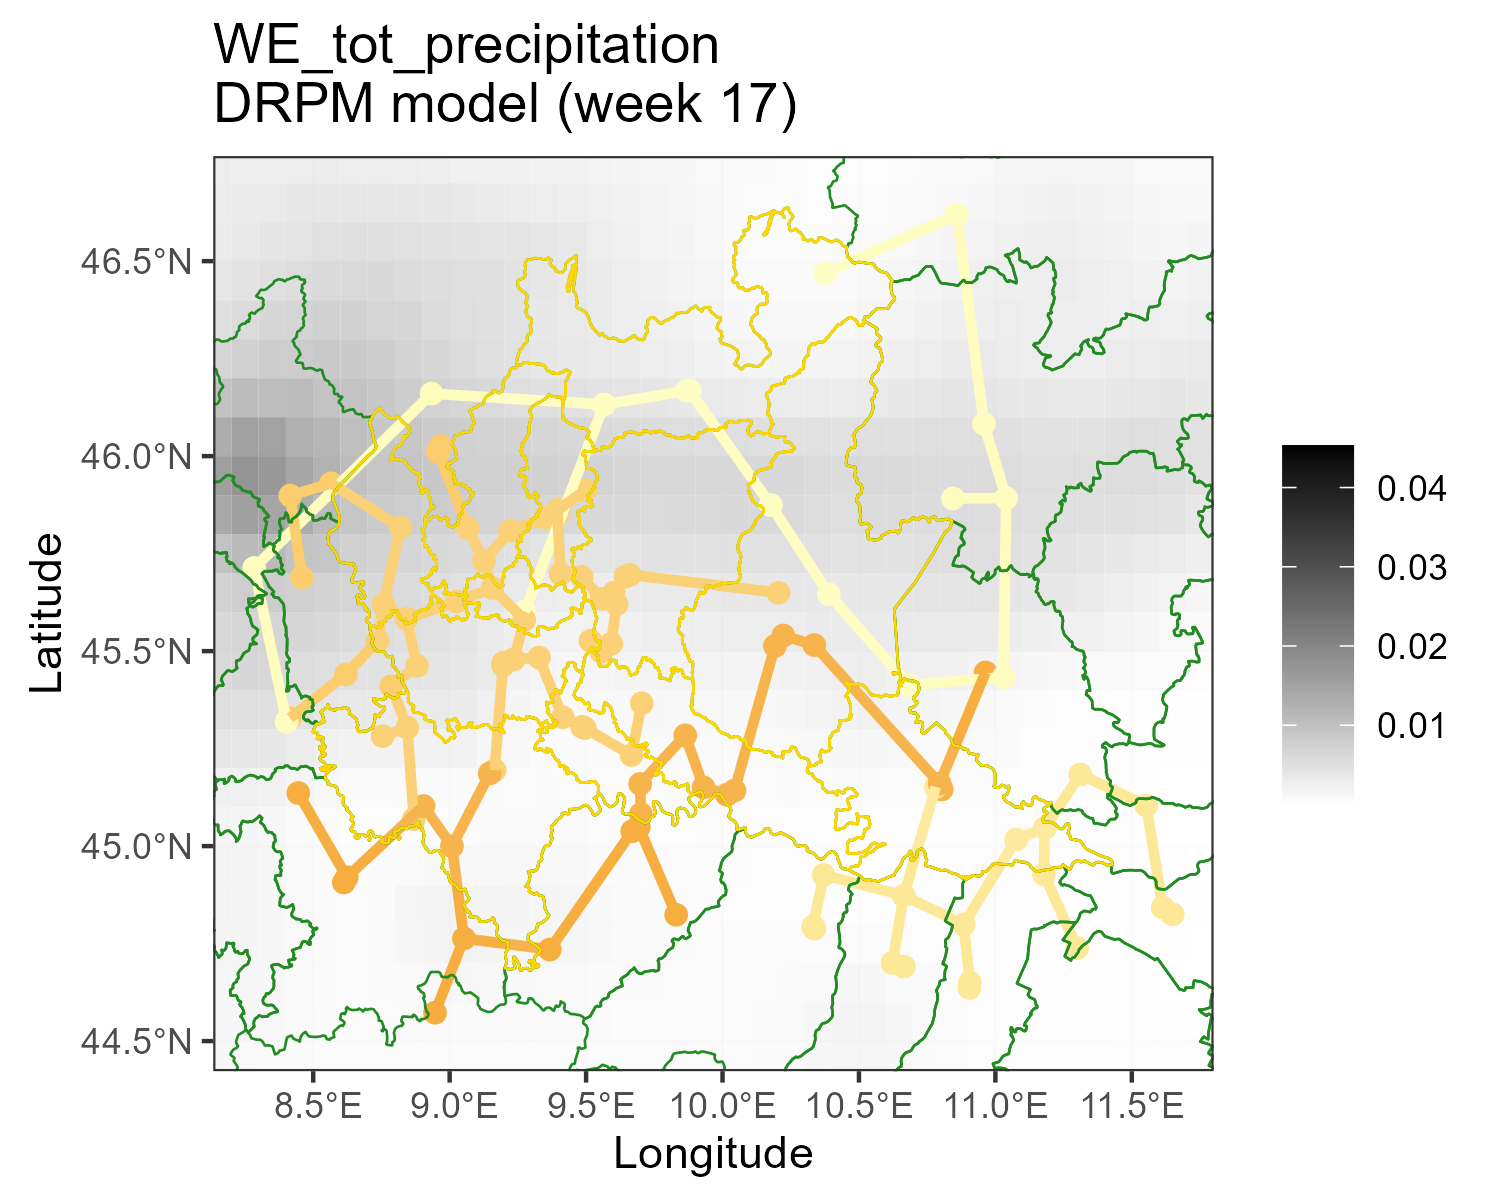 WE_tot_precipitation
DRPM model (week 17)
46.5°N
46.0°N
45.5°N
45.0°N
44.5°N
Latitude
8.5°E 9.0°E 9.5°E 10.0°E 10.5°E 11.0°E 11.5°E
Longitude
0.04
0.03
0.02
0.01